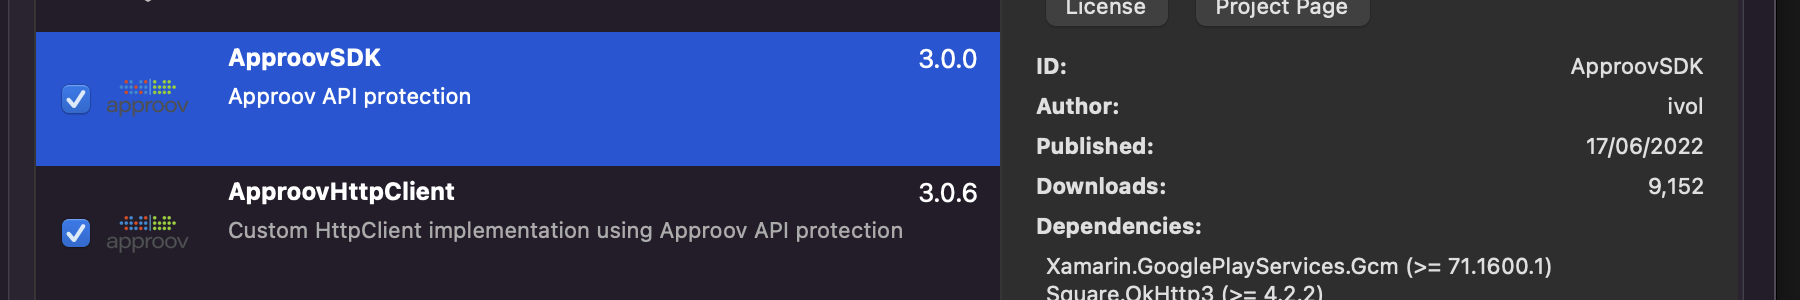 License
Project Page
ApproovSDK
3.0.0
approov
Approov API protection
ApproovHttpClient
3.0.6
approov
Custom HttpClient implementation using Approov API protection
ID:
ApproovSDK
Author:
ivol
Published:
17/06/2022
Downloads:
9,152
Dependencies:
Xamarin.GooglePlayServices.Gcm (>= 71.1600.1)
Square.OkHttp3 (>= 4.2.2)